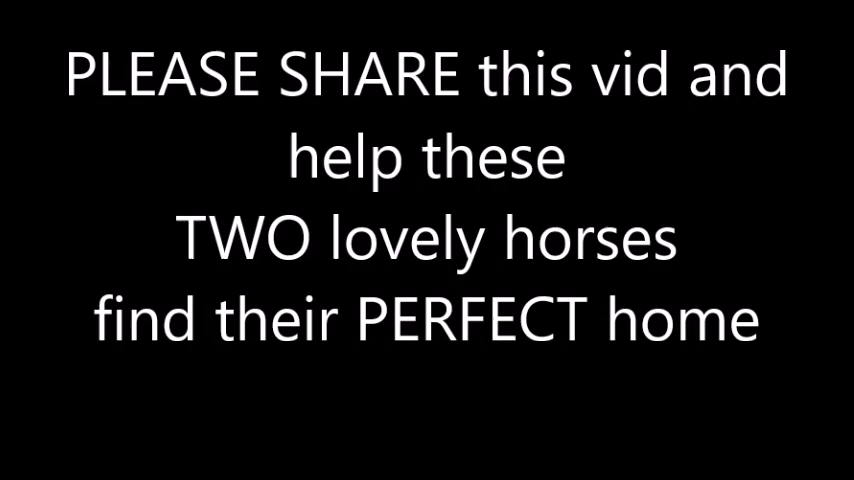 PLEASE SHARE this vid and
help these
TWO lovely horses
find their PERFECT home